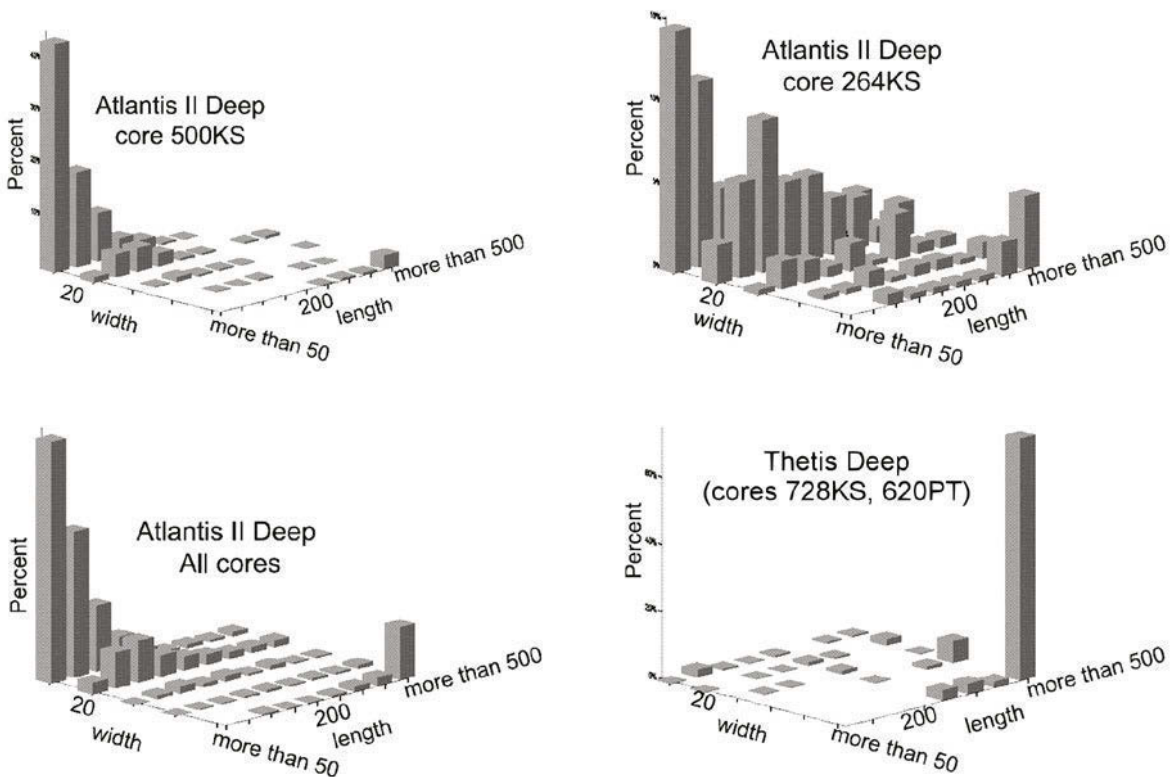 Atlantis II Deep
core 500KS
Percent
20
width
more than 50
200
length
more than 500
Atlantis II Deep
core 264KS
Percent
20
width
more than 50
200
length
more than 500
Atlantis II Deep
All cores
Percent
20
width
more than 50
200
length
more than 500
Thetis Deep
(cores 728KS, 620PT)
Percent
20
width
more than 50
200
length
more than 500